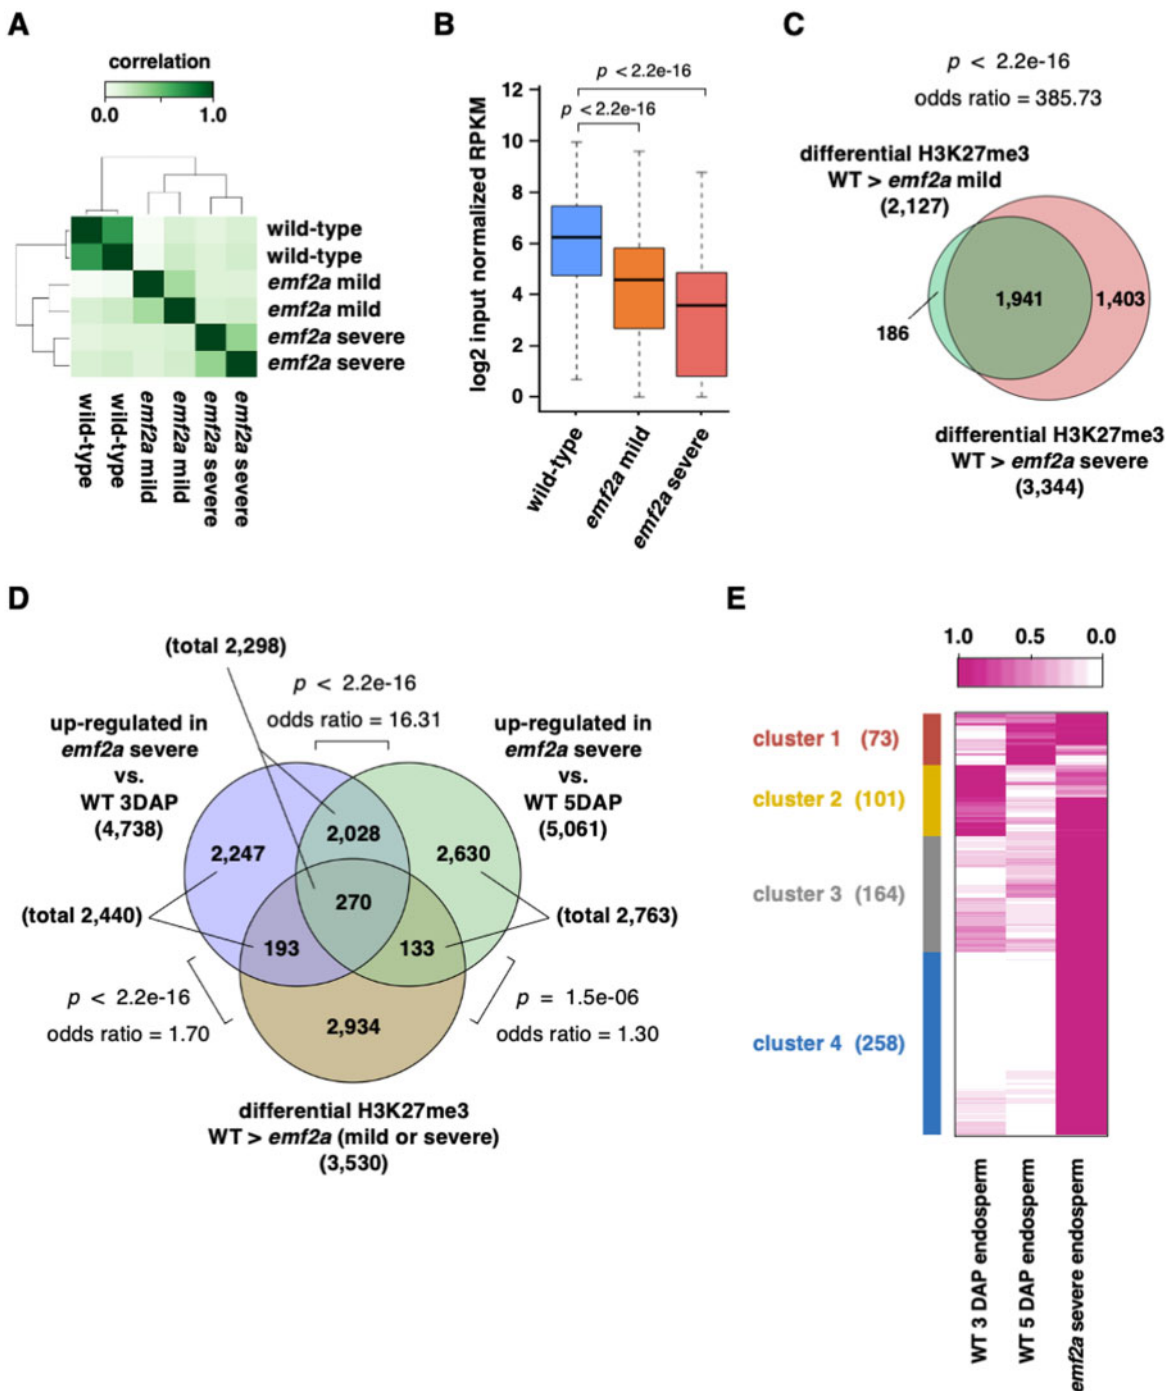 A
correlation
0.0 1.0
wild-type
wild-type
emf2a mild
emf2a mild
emf2a severe
emf2a severe
wild-type
wild-type
emf2a mild
emf2a mild
emf2a severe
emf2a severe
B
p < 2.2e-16
p < 2.2e-16
log2 input normalized RPKM
12
10
8
6
4
2
0
wild-type
emf2a mild
emf2a severe
C
p < 2.2e-16
odds ratio = 385.73
differential H3K27me3
WT > emf2a mild
(2,127)
1,941
1,403
186
differential H3K27me3
WT > emf2a severe
(3,344)
D
(total 2,298)
p < 2.2e-16
odds ratio = 16.31
up-regulated in
emf2a severe
vs.
WT 3DAP
(4,738)
up-regulated in
emf2a severe
vs.
WT 5DAP
(5,061)
2,028
2,247
2,630
270
(total 2,440)
(total 2,763)
193
133
p < 2.2e-16
odds ratio = 1.70
p = 1.5e-06
odds ratio = 1.30
2,934
differential H3K27me3
WT > emf2a (mild or severe)
(3,530)
E
1.0 0.5 0.0
cluster 1 (73)
cluster 2 (101)
cluster 3 (164)
cluster 4 (258)
WT 3 DAP endosperm
WT 5 DAP endosperm
emf2a severe endosperm